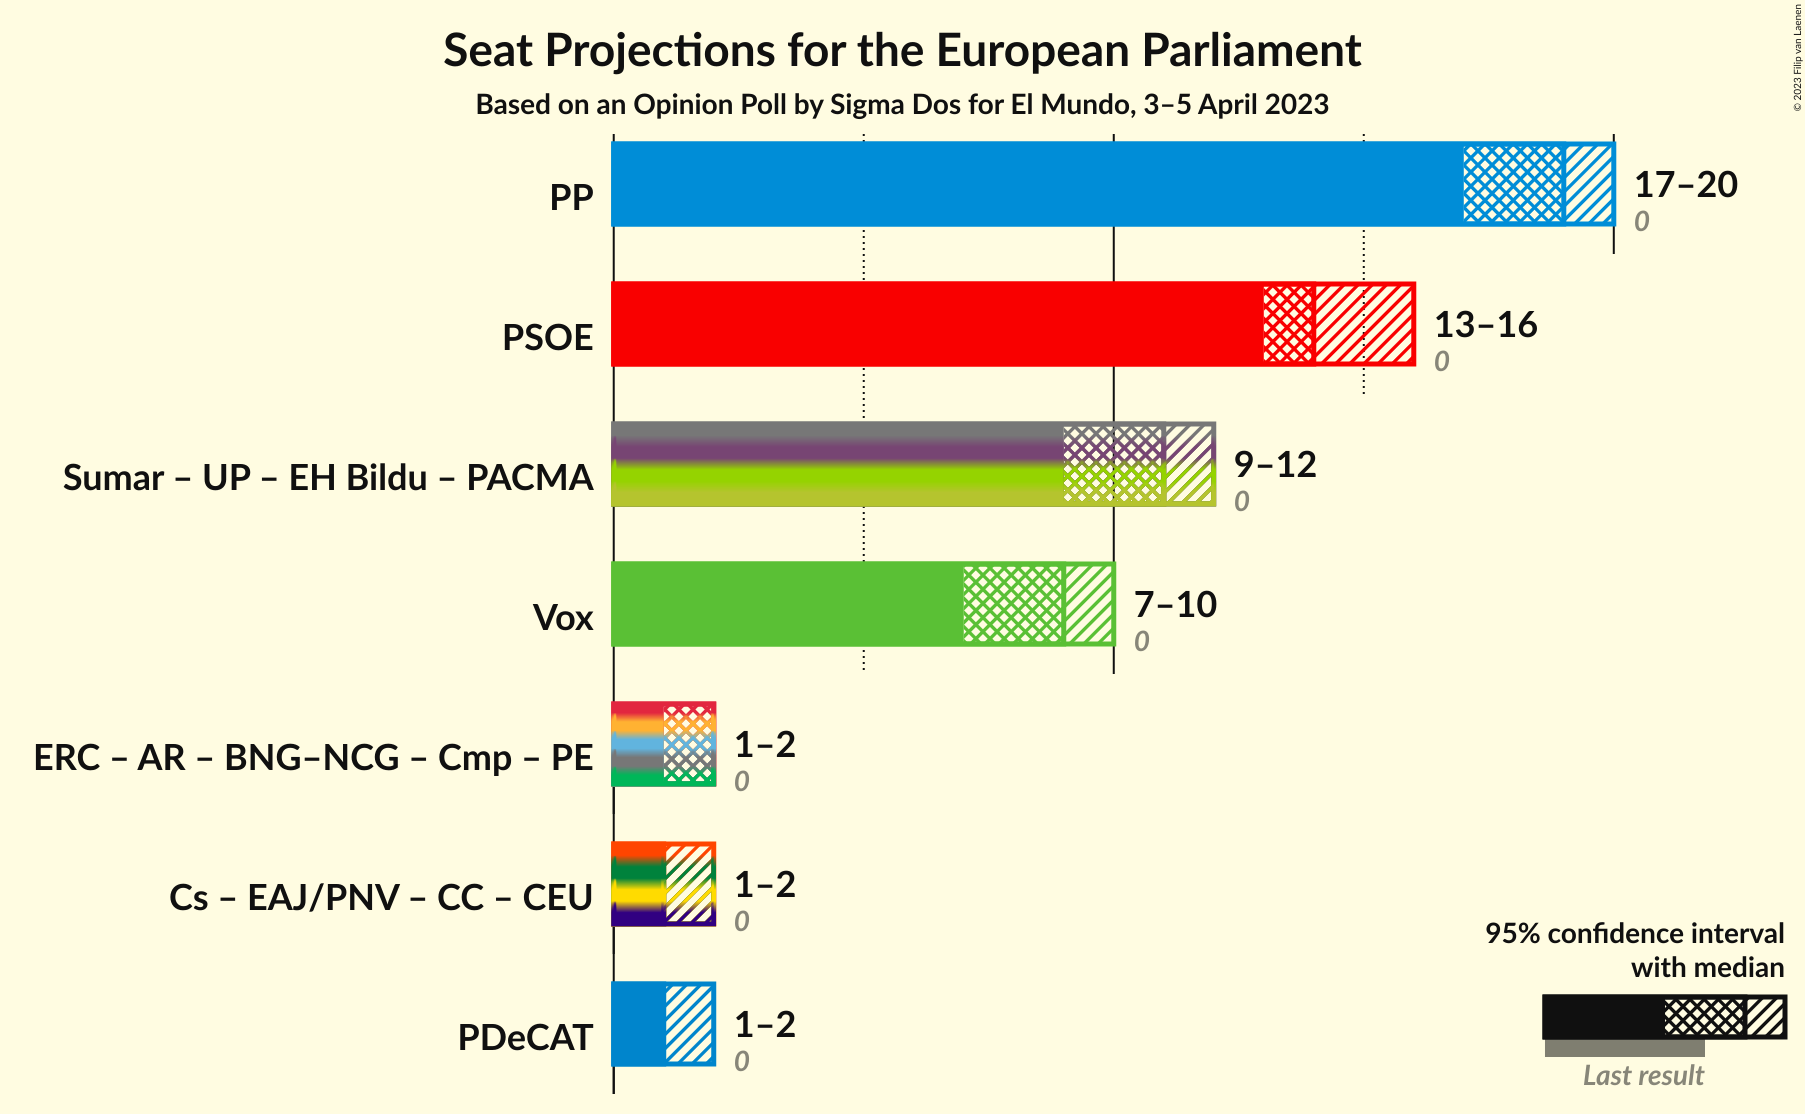 Seat Projections for the European Parliament
Based on an Opinion Poll by Sigma Dos for El Mundo, 3–5 April 2023
© 2023 Filip van Laenen
PP
17–20
0
PSOE
13–16
0
Sumar – UP – EH Bildu – PACMA
9–12
0
Vox
7–10
0
ERC – AR – BNG–NCG – Cmp – PE
1–2
0
Cs – EAJ/PNV – CC – CEU
1–2
0
PDeCAT
1–2
0
95% confidence interval
with median
Last result